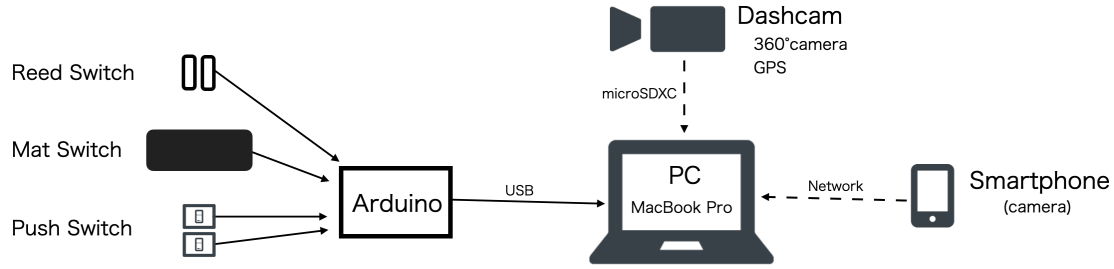 Dashcam
360°camera
GPS
Reed Switch
microSDXC
Mat Switch
PC
MacBook Pro
Smartphone
(camera)
Network
USB
Arduino
Push Switch